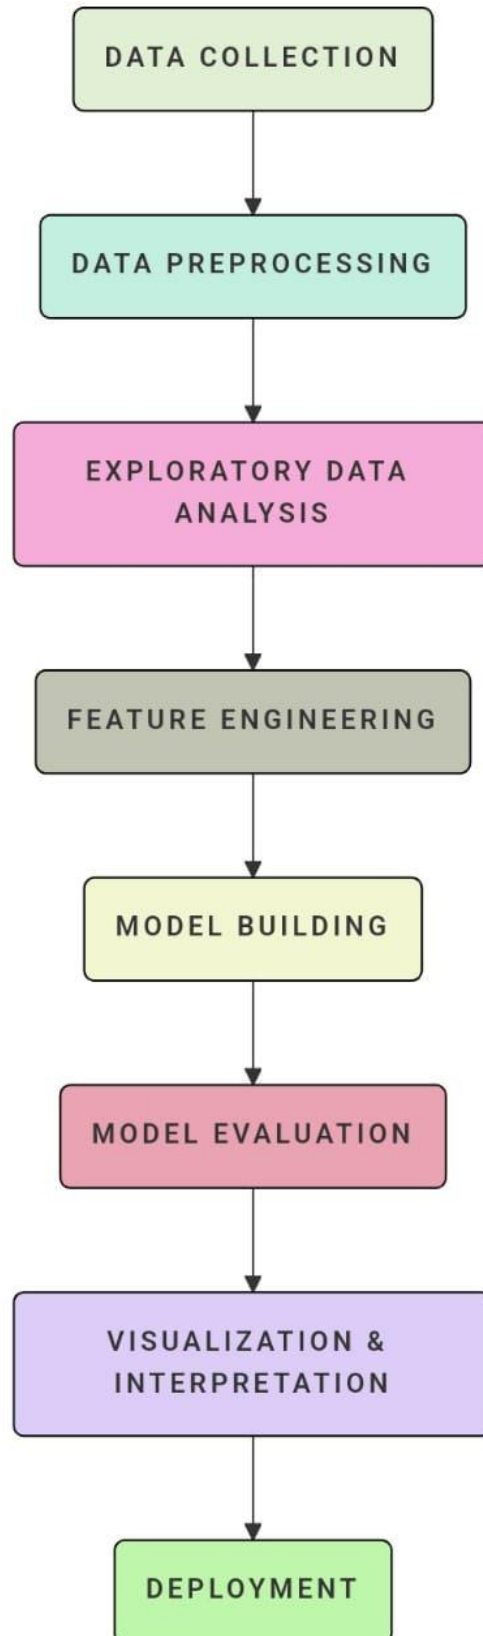 DATA COLLECTION
DATA PREPROCESSING
EXPLORATORY DATA
ANALYSIS
FEATURE ENGINEERING
MODEL BUILDING
MODEL EVALUATION
VISUALIZATION &
INTERPRETATION
DEPLOYMENT